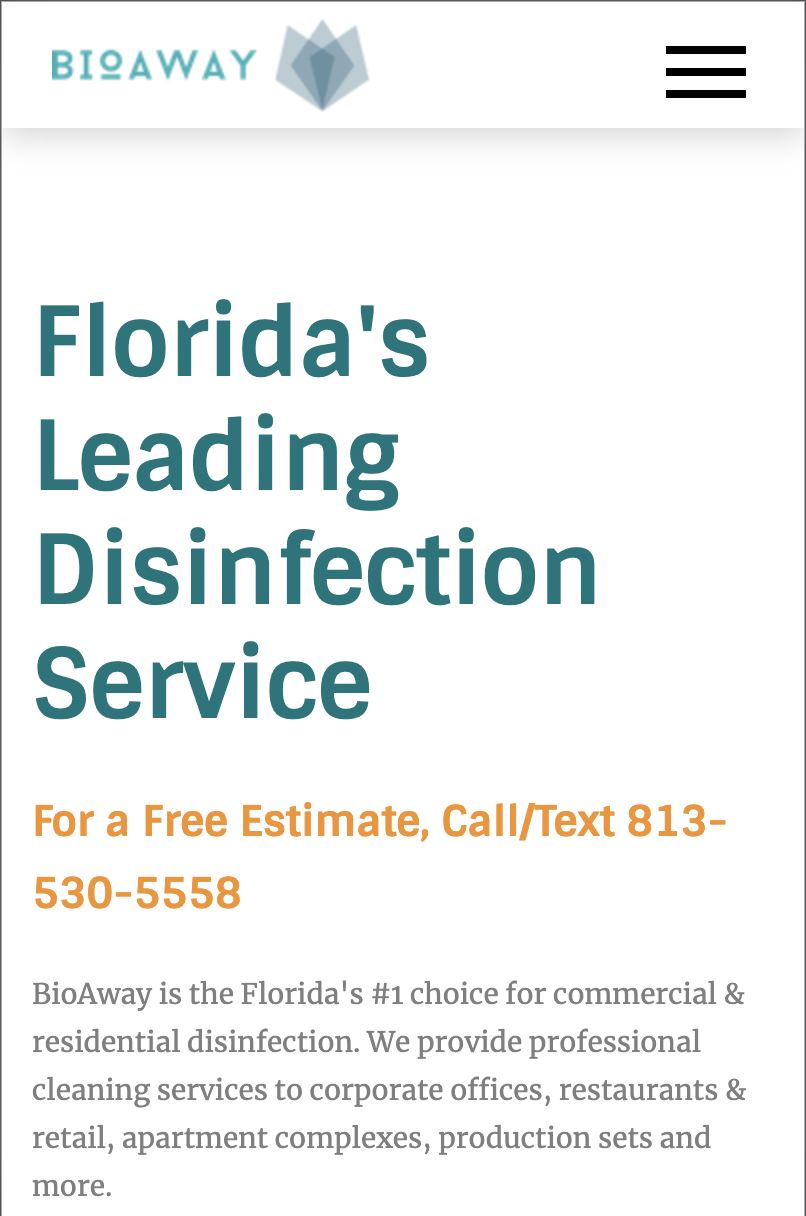 BIOAWAY
Florida's
Leading
Disinfection
Service
For a Free Estimate, Call/Text 813-
530-5558
BioAway is the Florida's #1 choice for commercial &
residential disinfection. We provide professional
cleaning services to corporate offices, restaurants &
retail, apartment complexes, production sets and
more.